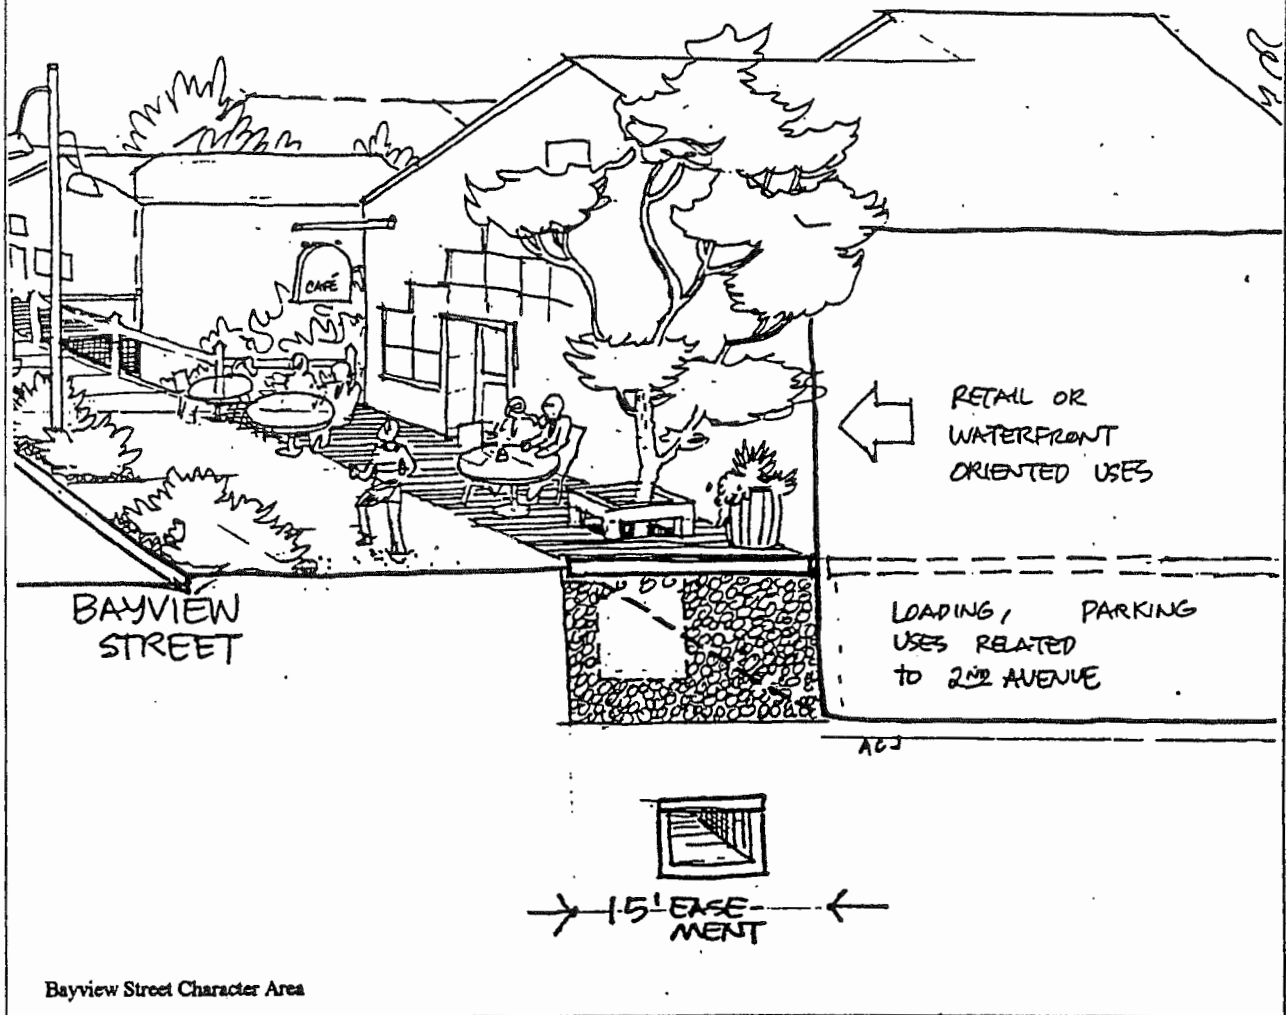 CAFÉ
RETAIL OR
WATERFRONT
ORIENTED USES
BAYVIEW
STREET
LOADING, PARKING
USES RELATED
to 2ND AVENUE
15' EASE-
MENT
Bayview Street Character Area